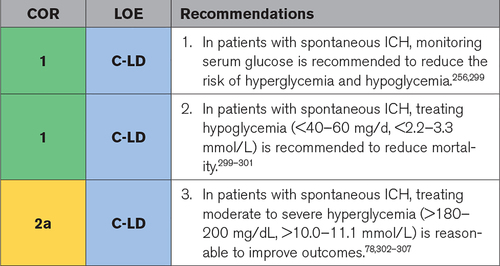 COR LOE Recommendations
1 C-LD 1. In patients with spontaneous ICH, monitoring
serum glucose is recommended to reduce the
risk of hyperglycemia and hypoglycemia.256,299
1 C-LD 2. In patients with spontaneous ICH, treating
hypoglycemia (<40–60 mg/d, <2.2–3.3
mmol/L) is recommended to reduce mortal-
ity.299–301
2a C-LD 3. In patients with spontaneous ICH, treating
moderate to severe hyperglycemia (>180–
200 mg/dL, >10.0–11.1 mmol/L) is reason-
able to improve outcomes.78,302–307